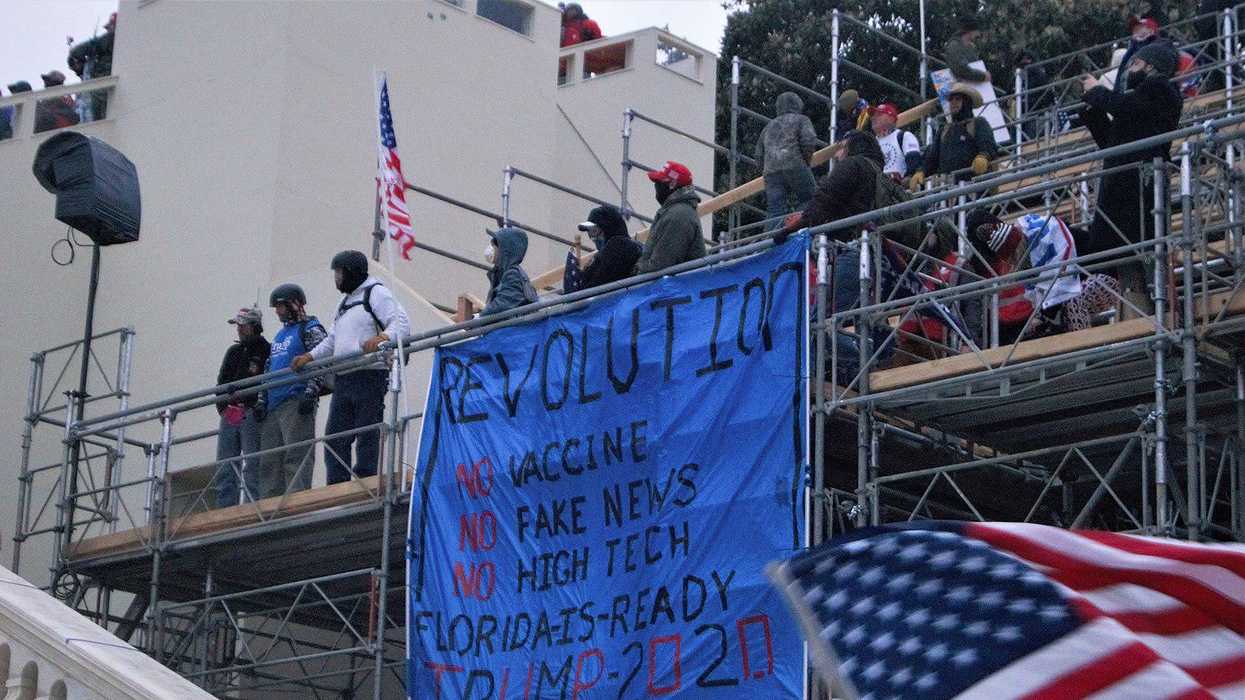 REVOLUTION
NO VACCINE
NO FAKE NEWS
NO HIGH TECH
FLORIDA-IS-READY
TRUMP-2020